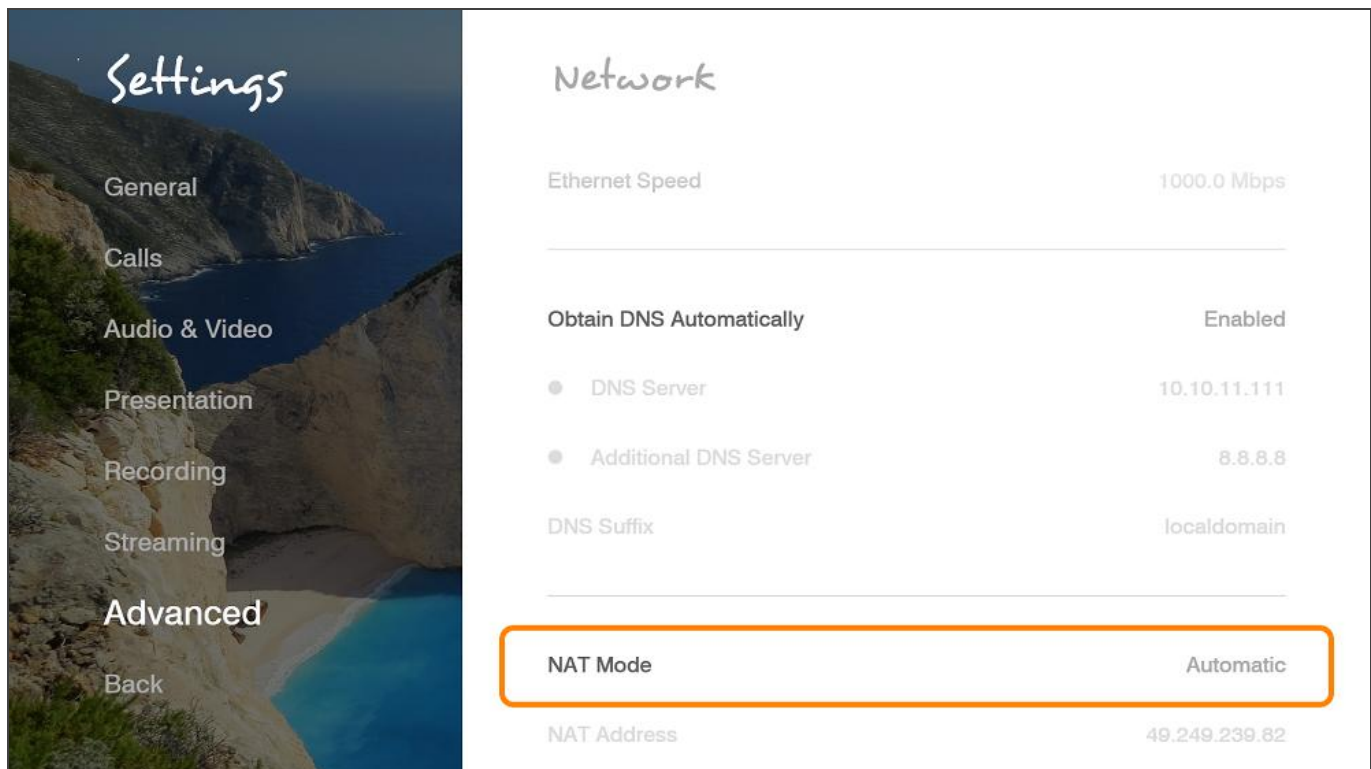 Settings
General
Calls
Audio & Video
Presentation
Recording
Streaming
Advanced
Back
Network
Ethernet Speed 1000.0 Mbps
Obtain DNS Automatically Enabled
DNS Server 10.10.11.111
Additional DNS Server 8.8.8.8
DNS Suffix localdomain
NAT Mode Automatic
NAT Address 49.249.239.82